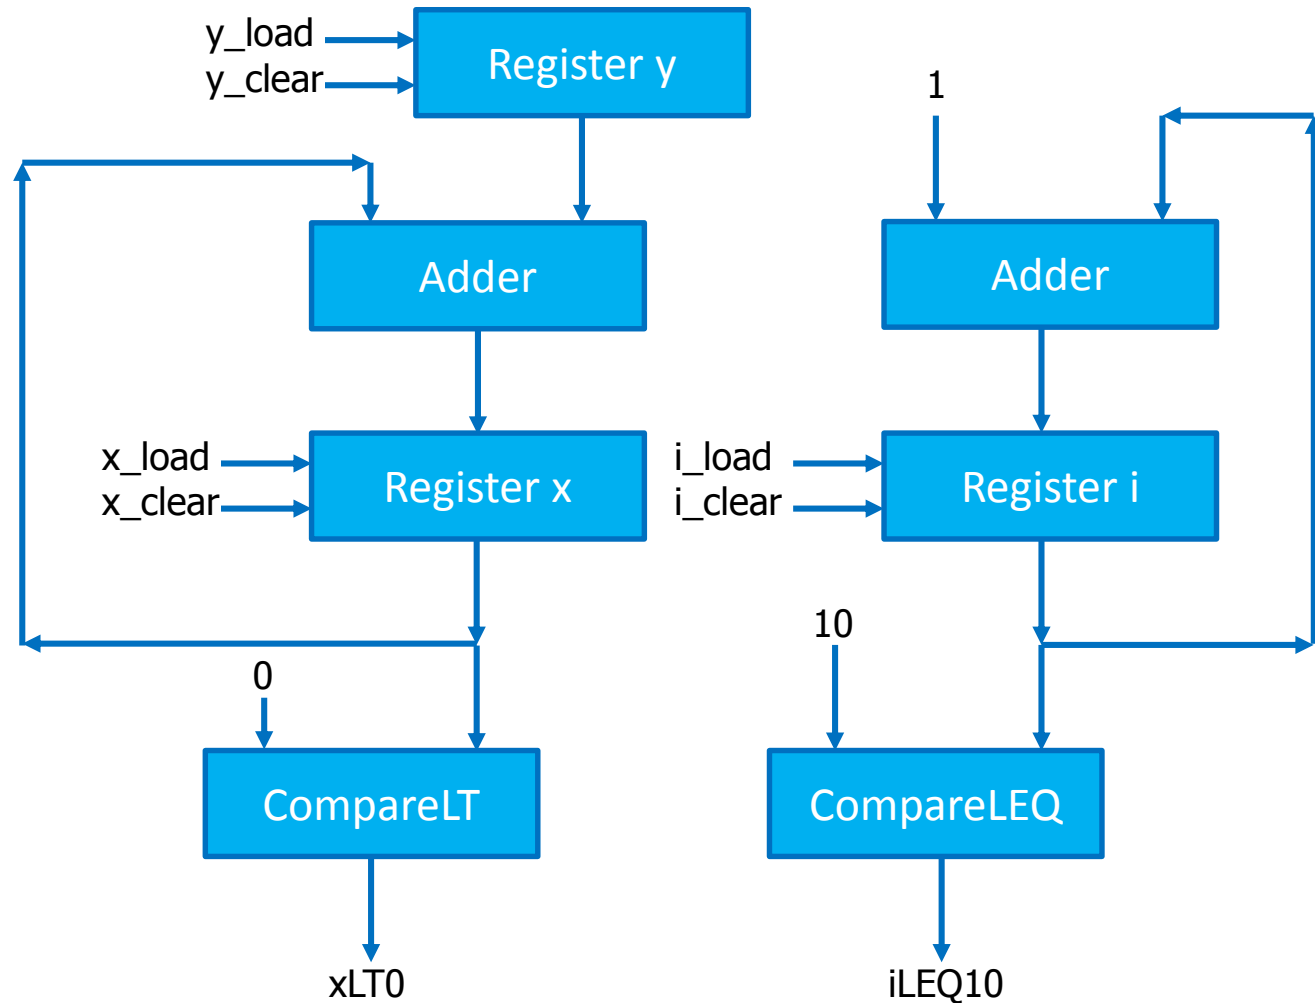 y_load
y_clear
Register y
1
Adder
Adder
x_load
x_clear
Register x
i_load
i_clear
Register i
0
10
CompareLT
CompareLEQ
xLT0
iLEQ10